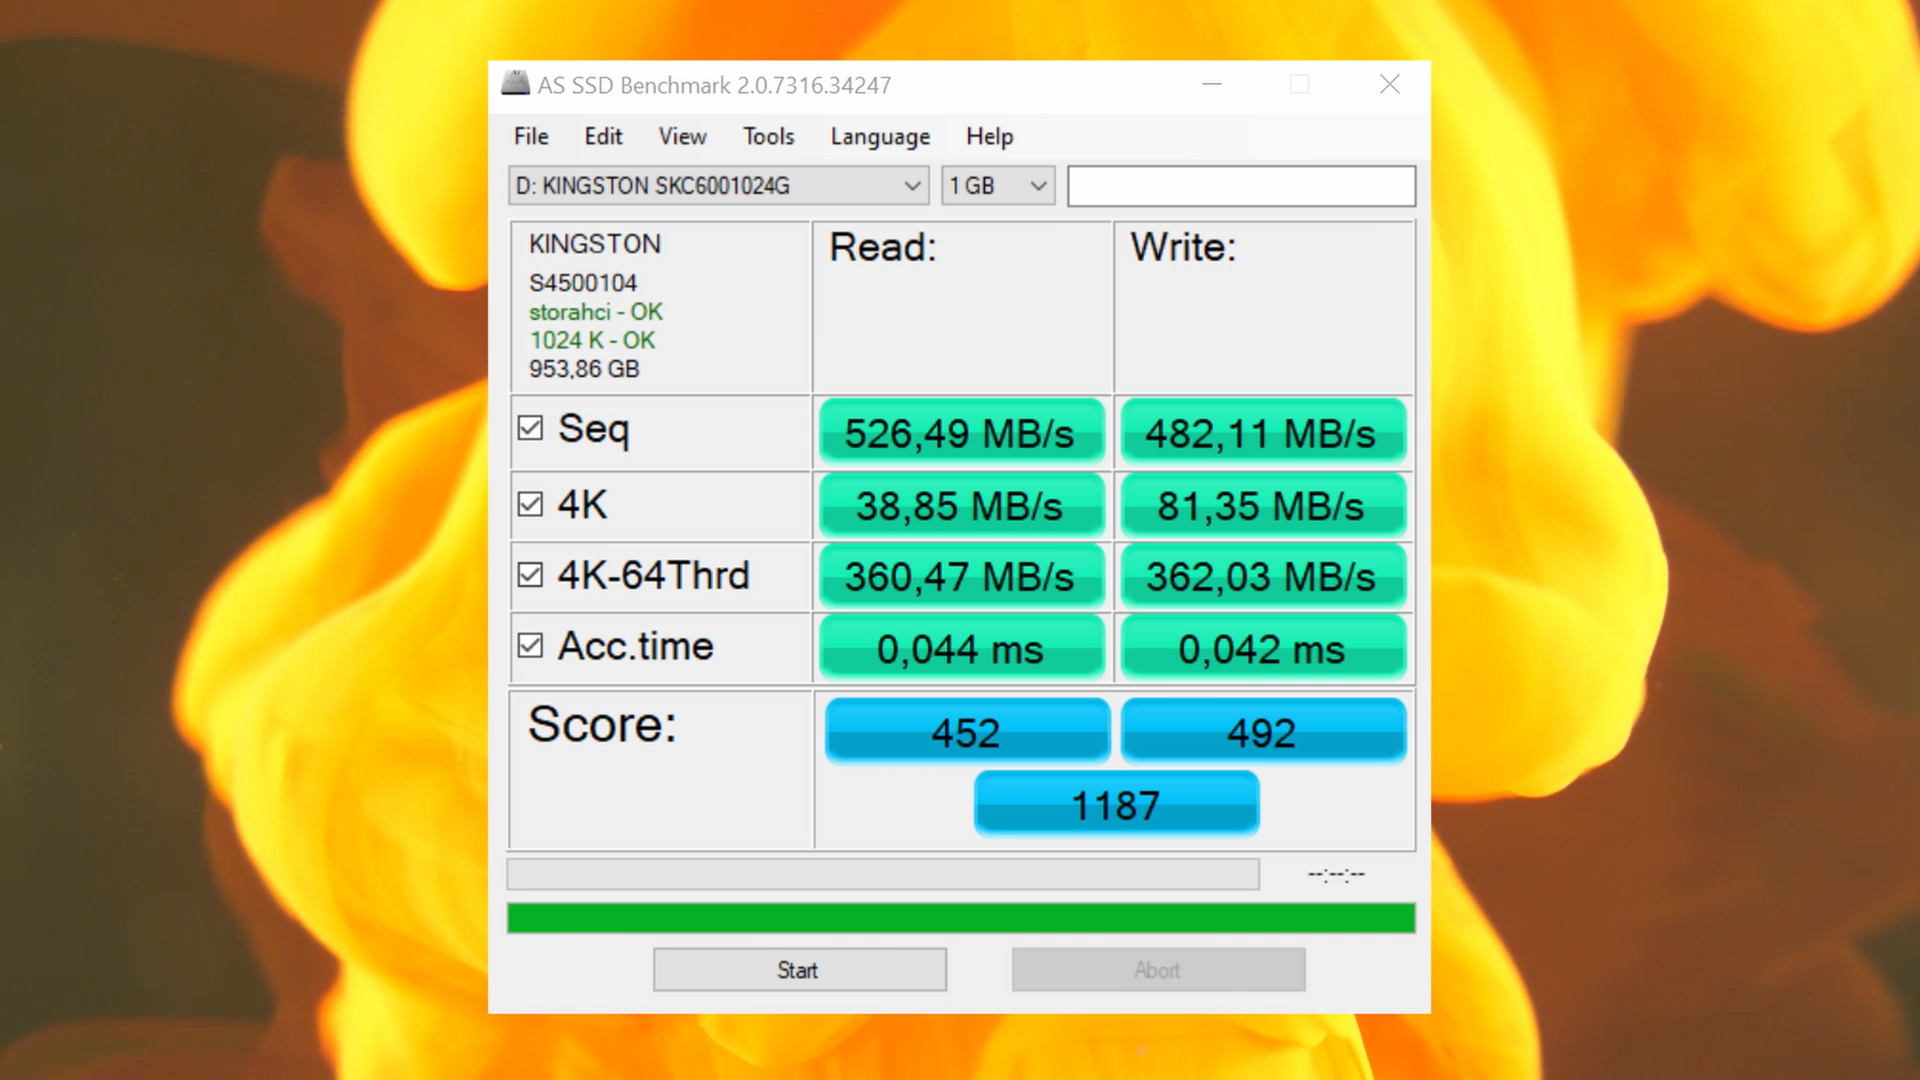 AS SSD Benchmark 2.0.7316.34247
File Edit View Tools Language Help
D: KINGSTON SKC6001024G 1 GB
KINGSTON
S4500104
storahci - OK
1024 K - OK
953,86 GB
Read: Write:
Seq 526,49 MB/s 482,11 MB/s
4K 38,85 MB/s 81,35 MB/s
4K-64Thrd 360,47 MB/s 362,03 MB/s
Acc.time 0,044 ms 0,042 ms
Score: 452 492
1187
--:--:--
Start Abort